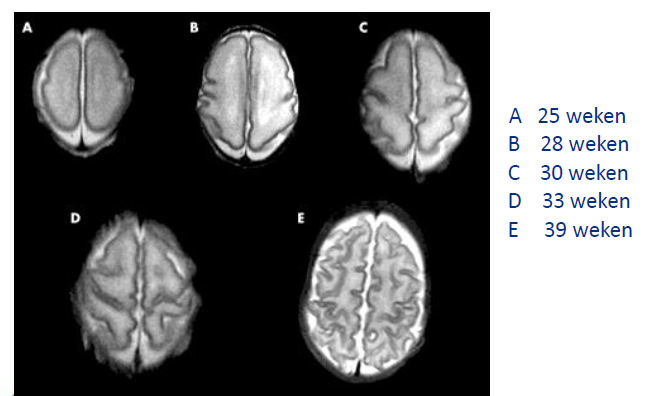 A
B
C
D
E
A 25 weken
B 28 weken
C 30 weken
D 33 weken
E 39 weken